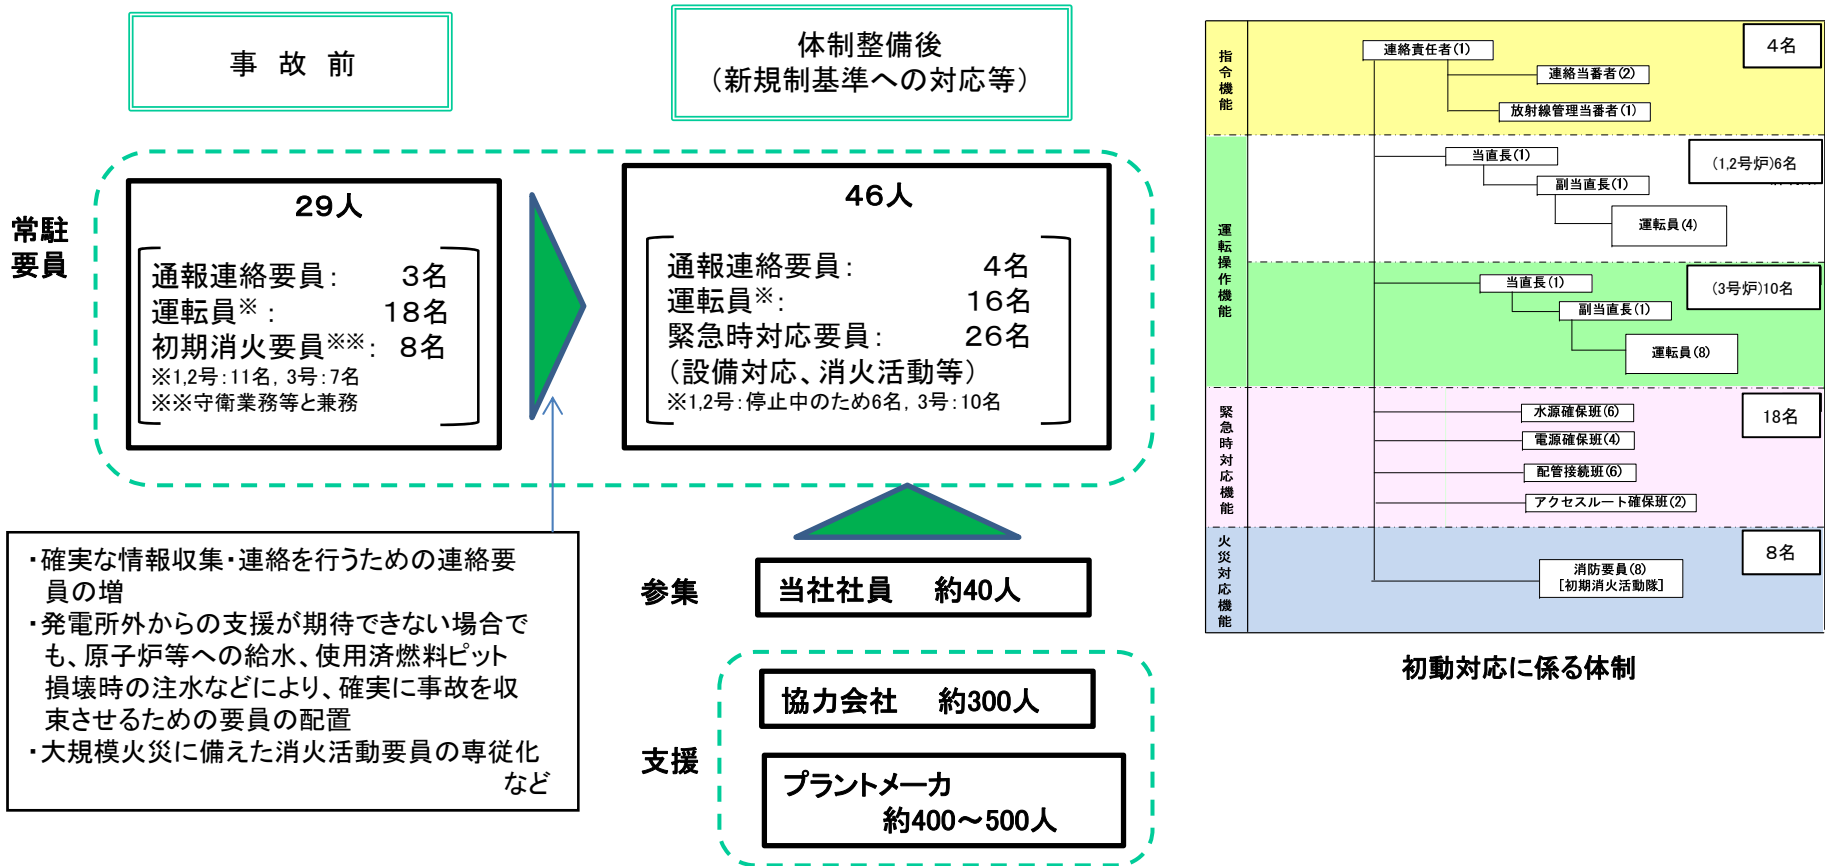 事 故 前
体制整備後
（新規制基準への対応等）
常駐
要員
29人
通報連絡要員： 3名
運転員※： 18名
初期消火要員※※： 8名
※1,2号：11名，3号：7名
※※守衛業務等と兼務
46人
通報連絡要員： 4名
運転員※： 16名
緊急時対応要員： 26名
（設備対応、消火活動等）
※1,2号：停止中のため6名，3号：10名
・確実な情報収集・連絡を行うための連絡要
員の増
・発電所外からの支援が期待できない場合で
も、原子炉等への給水、使用済燃料ピット
損壊時の注水などにより、確実に事故を収
束させるための要員の配置
・大規模火災に備えた消火活動要員の専従化
など
参集
当社社員 約40人
支援
協力会社 約300人
プラントメーカ
約400～500人
指令機能
連絡責任者(1)
4名
連絡当番者(2)
放射線管理当番者(1)
運転操作機能
当直長(1)
(1,2号炉)6名
副当直長(1)
運転員(4)
当直長(1)
(3号炉)10名
副当直長(1)
運転員(8)
緊急時対応機能
水源確保班(6)
18名
電源確保班(4)
配管接続班(6)
アクセスルート確保班(2)
火災対応機能
消防要員(8)
[初期消火活動隊]
8名
初動対応に係る体制